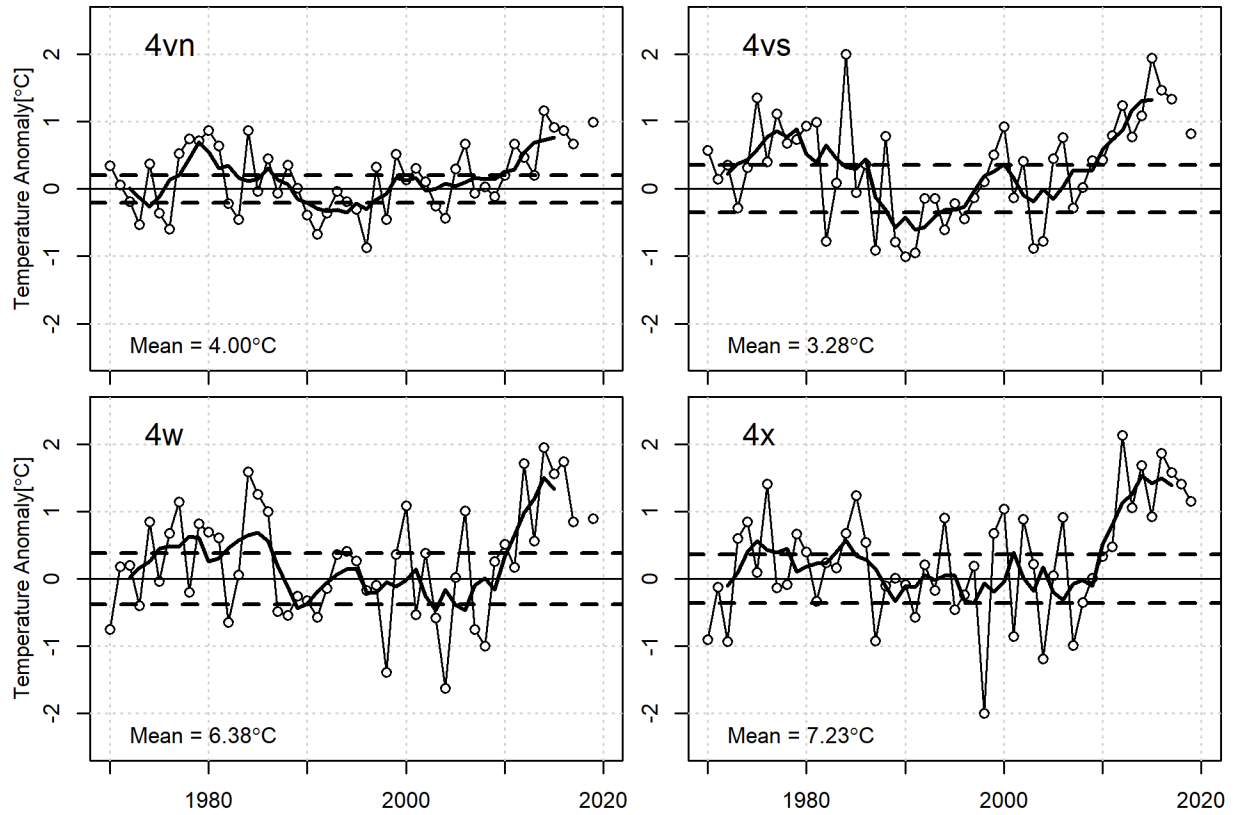 4vn
4vs
Temperature Anomaly[°C]
2
1
0
-1
-2
2
1
0
-1
-2
Mean = 4.00°C
Mean = 3.28°C
4w
4x
Temperature Anomaly[°C]
2
1
0
-1
-2
2
1
0
-1
-2
Mean = 6.38°C
Mean = 7.23°C
1980 2000 2020
1980 2000 2020